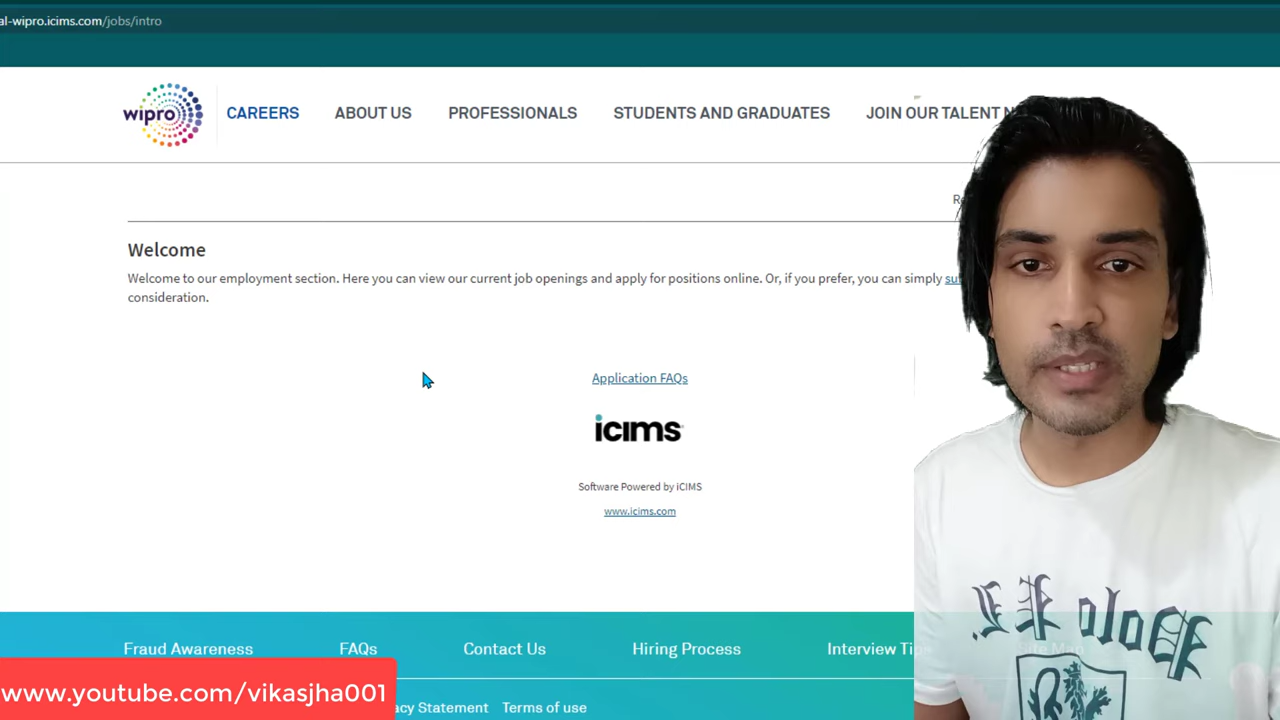 al-wipro.icims.com/jobs/intro
wipro
CAREERS
ABOUT US
PROFESSIONALS
STUDENTS AND GRADUATES
JOIN OUR TALENT
Welcome
Welcome to our employment section. Here you can view our current job openings and apply for positions online. Or, if you prefer, you can simply
consideration.
Application FAQs
icims
Software Powered by iCIMS
www.icims.com
Fraud Awareness
FAQs
Contact Us
Hiring Process
Interview
Map
www.youtube.com/vikasjha001
acy Statement
Terms of use
Polo